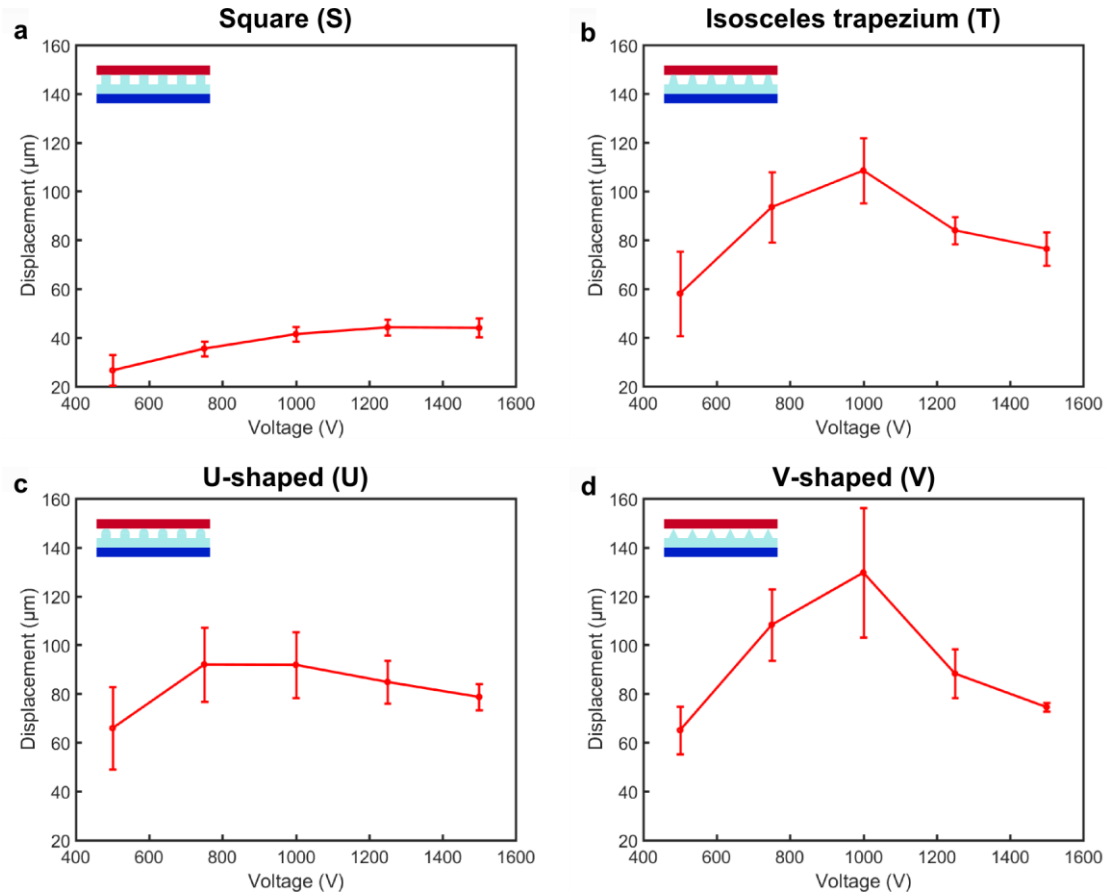 a
Square (S)
160
140
120
100
80
60
40
20
Displacement (µm)
400 600 800 1000 1200 1400 1600
Voltage (V)
b
Isosceles trapezium (T)
160
140
120
100
80
60
40
20
Displacement (µm)
400 600 800 1000 1200 1400 1600
Voltage (V)
c
U-shaped (U)
160
140
120
100
80
60
40
20
Displacement (µm)
400 600 800 1000 1200 1400 1600
Voltage (V)
d
V-shaped (V)
160
140
120
100
80
60
40
20
Displacement (µm)
400 600 800 1000 1200 1400 1600
Voltage (V)